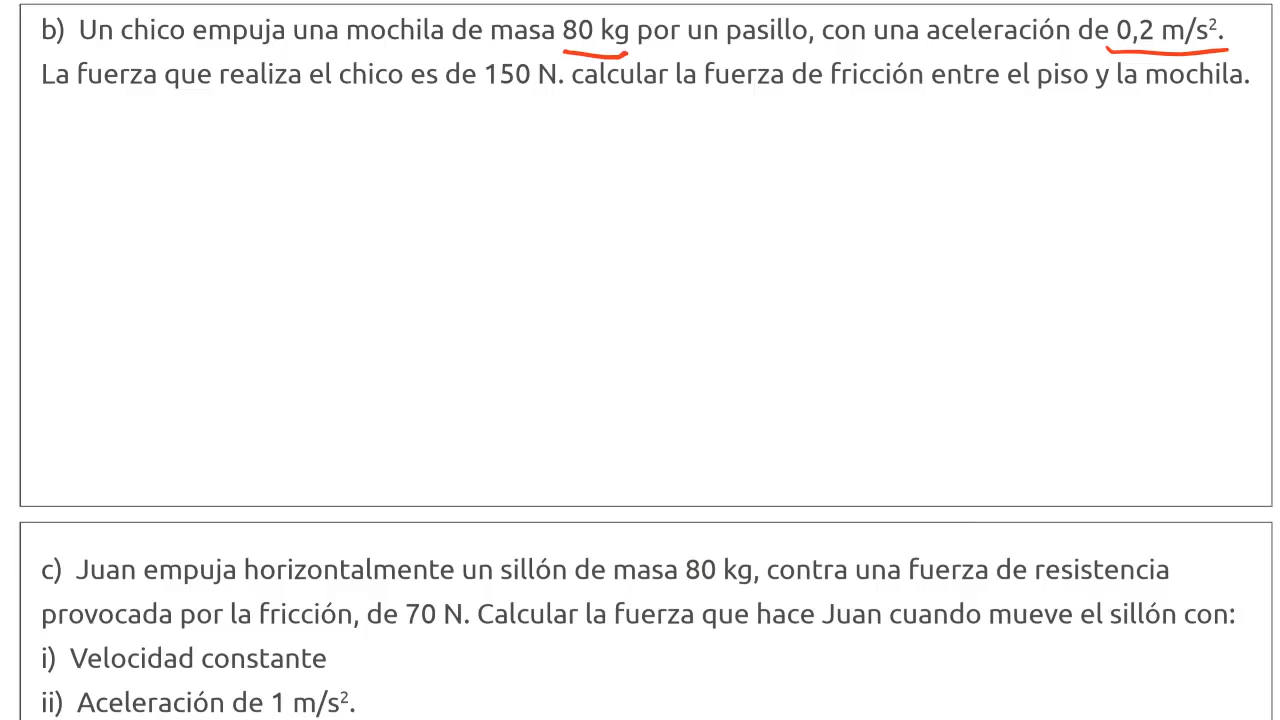 b) Un chico empuja una mochila de masa 80 kg por un pasillo, con una aceleración de 0,2 m/s².
La fuerza que realiza el chico es de 150 N. calcular la fuerza de fricción entre el piso y la mochila.
c) Juan empuja horizontalmente un sillón de masa 80 kg, contra una fuerza de resistencia
provocada por la fricción, de 70 N. Calcular la fuerza que hace Juan cuando mueve el sillón con:
i) Velocidad constante
ii) Aceleración de 1 m/s².